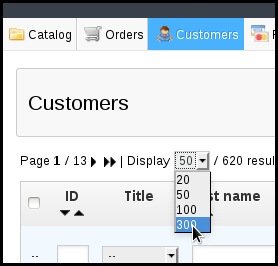 Catalog Orders Customers
Customers
Page 1 / 13 | Display 50 / 620 resul
20
50
100
300
ID Title st name
-- --